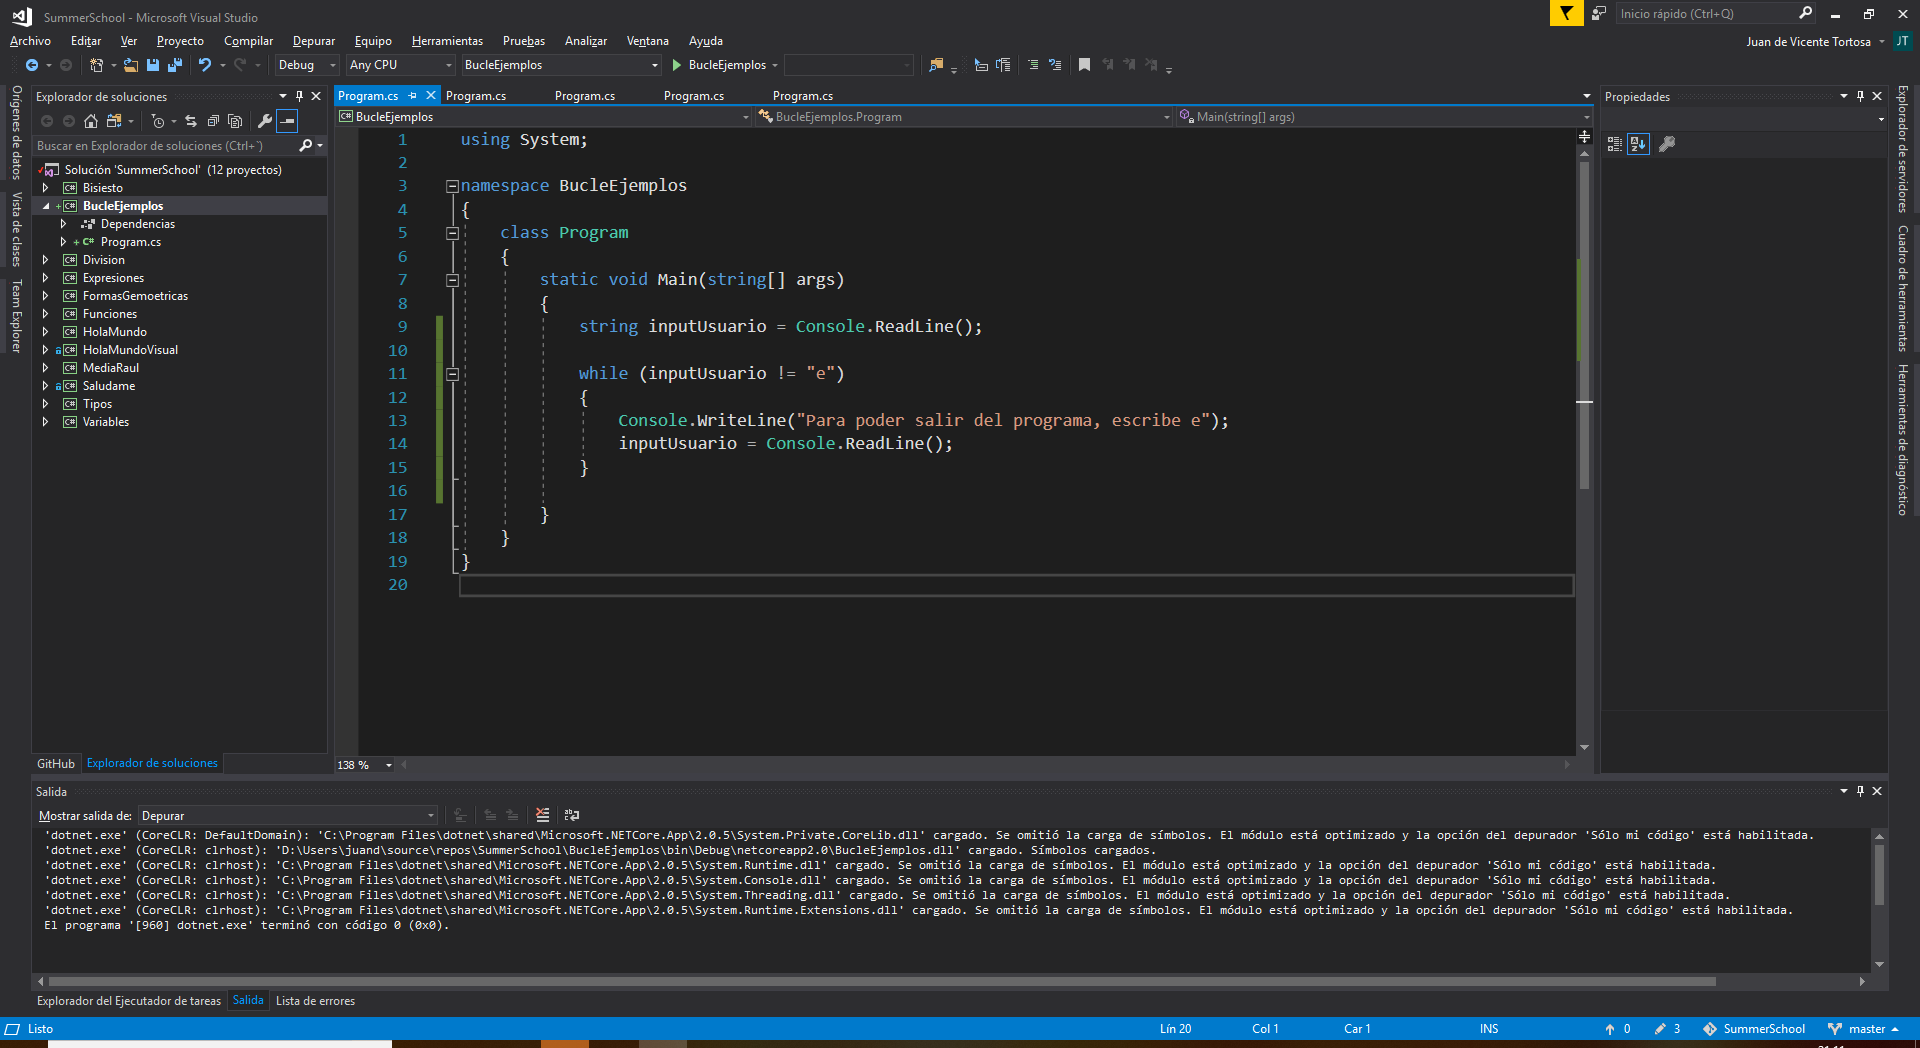 SummerSchool - Microsoft Visual Studio
Inicio rápido (Ctrl+Q)
Archivo Editar Ver Proyecto Compilar Depurar Equipo Herramientas Pruebas Analizar Ventana Ayuda
Juan de Vicente Tortosa JT
Debug Any CPU BucleEjemplos BucleEjemplos
Orígenes de datos
Vista de clases
Team Explorer
Explorador de soluciones
Buscar en Explorador de soluciones (Ctrl+´)
Solución 'SummerSchool' (12 proyectos)
C# Bisiesto
C# BucleEjemplos
Dependencias
C# Program.cs
C# Division
C# Expresiones
C# FormasGemoetricas
C# Funciones
C# HolaMundo
C# HolaMundoVisual
C# MediaRaul
C# Saludame
C# Tipos
C# Variables
GitHub Explorador de soluciones
Program.cs Program.cs Program.cs Program.cs Program.cs
C# BucleEjemplos BucleEjemplos.Program Main(string[] args)
1 using System;
2
3 namespace BucleEjemplos
4 {
5 class Program
6 {
7 static void Main(string[] args)
8 {
9 string inputUsuario = Console.ReadLine();
10
11 while (inputUsuario != "e")
12 {
13 Console.WriteLine("Para poder salir del programa, escribe e");
14 inputUsuario = Console.ReadLine();
15 }
16
17 }
18 }
19 }
20
138 %
Propiedades
Explorador de servidores
Cuadro de herramientas
Herramientas de diagnóstico
Salida
Mostrar salida de: Depurar
'dotnet.exe' (CoreCLR: DefaultDomain): 'C:\Program Files\dotnet\shared\Microsoft.NETCore.App\2.0.5\System.Private.CoreLib.dll' cargado. Se omitió la carga de símbolos. El módulo está optimizado y la opción del depurador 'Sólo mi código' está habilitada.
'dotnet.exe' (CoreCLR: clrhost): 'D:\Users\juand\source\repos\SummerSchool\BucleEjemplos\bin\Debug\netcoreapp2.0\BucleEjemplos.dll' cargado. Símbolos cargados.
'dotnet.exe' (CoreCLR: clrhost): 'C:\Program Files\dotnet\shared\Microsoft.NETCore.App\2.0.5\System.Runtime.dll' cargado. Se omitió la carga de símbolos. El módulo está optimizado y la opción del depurador 'Sólo mi código' está habilitada.
'dotnet.exe' (CoreCLR: clrhost): 'C:\Program Files\dotnet\shared\Microsoft.NETCore.App\2.0.5\System.Console.dll' cargado. Se omitió la carga de símbolos. El módulo está optimizado y la opción del depurador 'Sólo mi código' está habilitada.
'dotnet.exe' (CoreCLR: clrhost): 'C:\Program Files\dotnet\shared\Microsoft.NETCore.App\2.0.5\System.Threading.dll' cargado. Se omitió la carga de símbolos. El módulo está optimizado y la opción del depurador 'Sólo mi código' está habilitada.
'dotnet.exe' (CoreCLR: clrhost): 'C:\Program Files\dotnet\shared\Microsoft.NETCore.App\2.0.5\System.Runtime.Extensions.dll' cargado. Se omitió la carga de símbolos. El módulo está optimizado y la opción del depurador 'Sólo mi código' está habilitada.
El programa '[960] dotnet.exe' terminó con código 0 (0x0).
Explorador del Ejecutador de tareas Salida Lista de errores
Listo Lín 20 Col 1 Car 1 INS 0 3 SummerSchool master